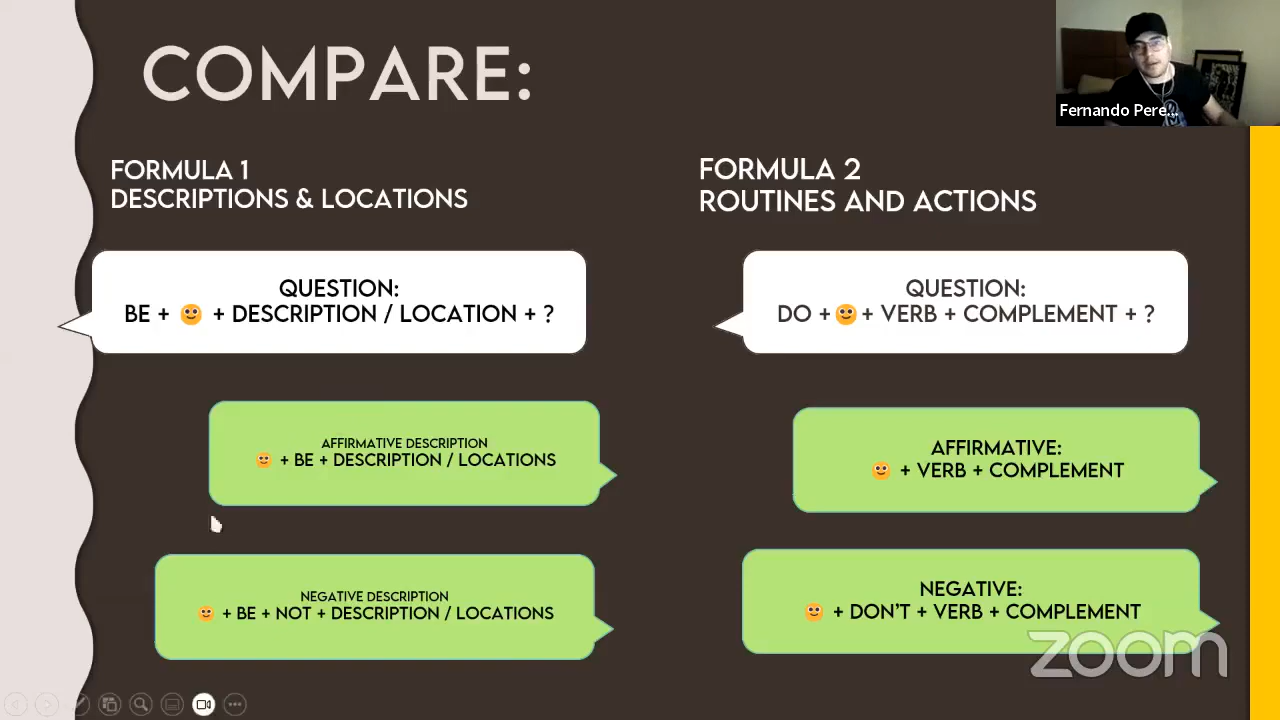 COMPARE:
Fernando Pere...
FORMULA 1
DESCRIPTIONS & LOCATIONS
QUESTION:
BE + 🙂 + DESCRIPTION / LOCATION + ?
AFFIRMATIVE DESCRIPTION
🙂 + BE + DESCRIPTION / LOCATIONS
NEGATIVE DESCRIPTION
🙂 + BE + NOT + DESCRIPTION / LOCATIONS
FORMULA 2
ROUTINES AND ACTIONS
QUESTION:
DO + 🙂 + VERB + COMPLEMENT + ?
AFFIRMATIVE:
🙂 + VERB + COMPLEMENT
NEGATIVE:
🙂 + DON'T + VERB + COMPLEMENT
zoom